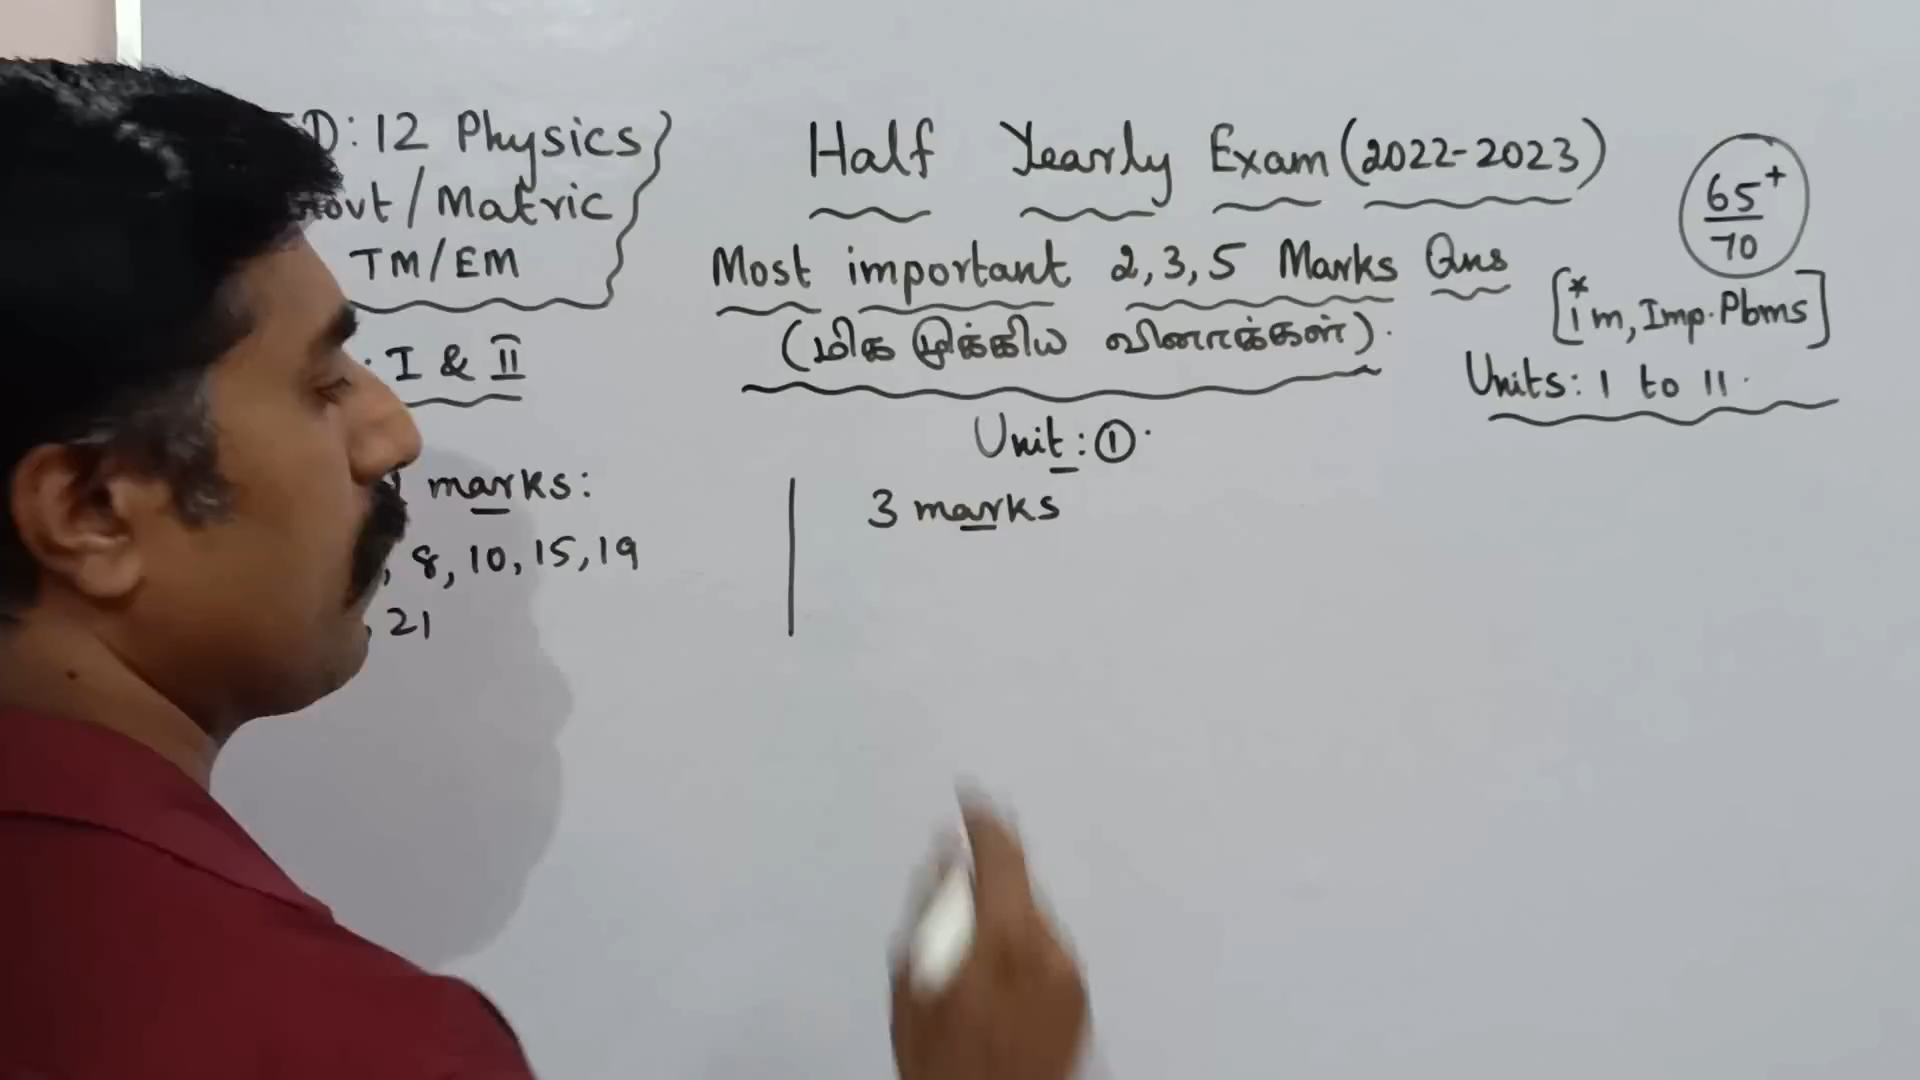 : 12 Physics
/ Matric
TM/EM
I & II
marks:
, 8, 10, 15, 19
, 21
Half Yearly Exam (2022-2023)
Most important 2, 3, 5 Marks Qns
(மிக முக்கிய வினாக்கள்).
65+
70
[*1m, Imp. Pbms]
Units: 1 to 11.
Unit: ①.
3 marks